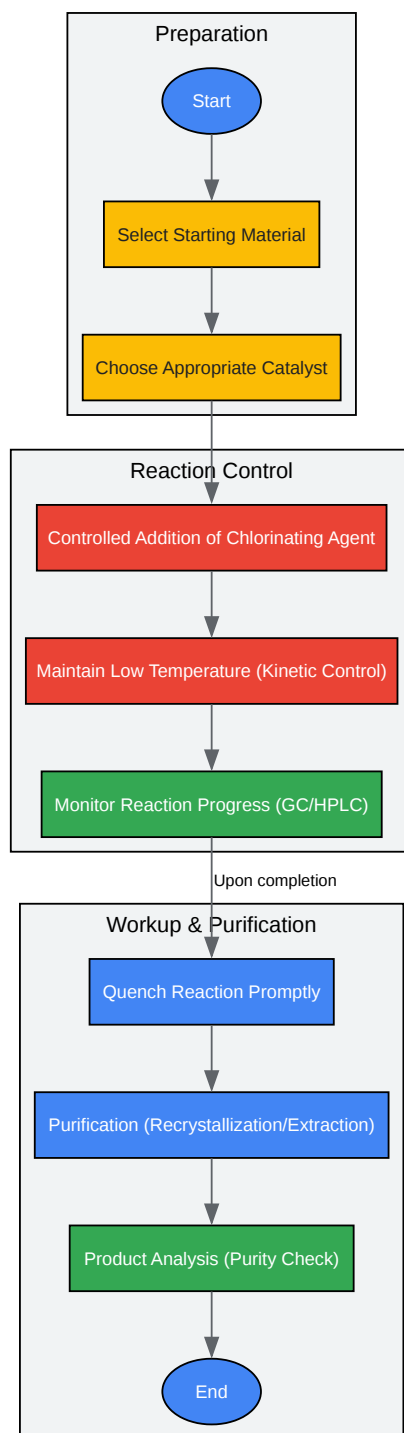 Preparation
Start
Select Starting Material
Choose Appropriate Catalyst
Reaction Control
Controlled Addition of Chlorinating Agent
Maintain Low Temperature (Kinetic Control)
Monitor Reaction Progress (GC/HPLC)
Upon completion
Workup & Purification
Quench Reaction Promptly
Purification (Recrystallization/Extraction)
Product Analysis (Purity Check)
End